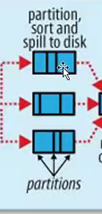 partition,
sort and
spill to disk
partitions